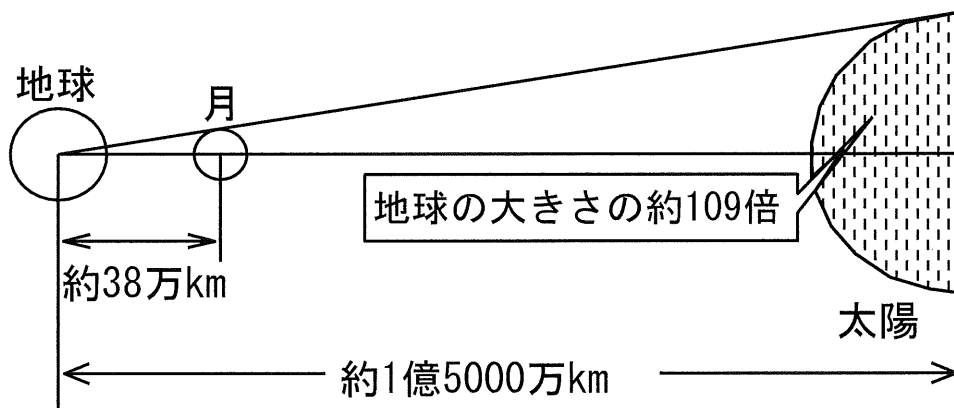 地球
月
地球の大きさの約109倍
約38万km
太陽
約1億5000万km